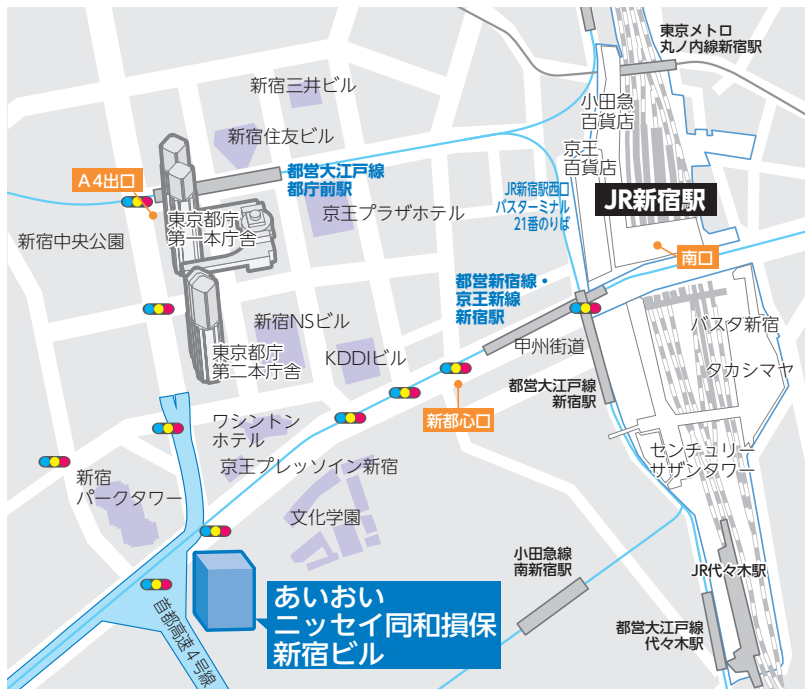 東京メトロ
丸ノ内線新宿駅
新宿三井ビル
小田急
百貨店
新宿住友ビル
京王
百貨店
都営大江戸線
都庁前駅
A4出口
JR新宿駅西口
バスターミナル
21番のりば
JR新宿駅
東京都庁
第一本庁舎
京王プラザホテル
新宿中央公園
南口
都営新宿線・
京王新線
新宿駅
新宿NSビル
バスタ新宿
甲州街道
東京都庁
第二本庁舎
KDDIビル
タカシマヤ
都営大江戸線
新宿駅
新都心口
ワシントン
ホテル
センチュリー
サザンタワー
京王プレッソイン新宿
新宿
パークタワー
文化学園
小田急線
南新宿駅
JR代々木駅
あいおい
ニッセイ同和損保
新宿ビル
首都高速4号線
都営大江戸線
代々木駅